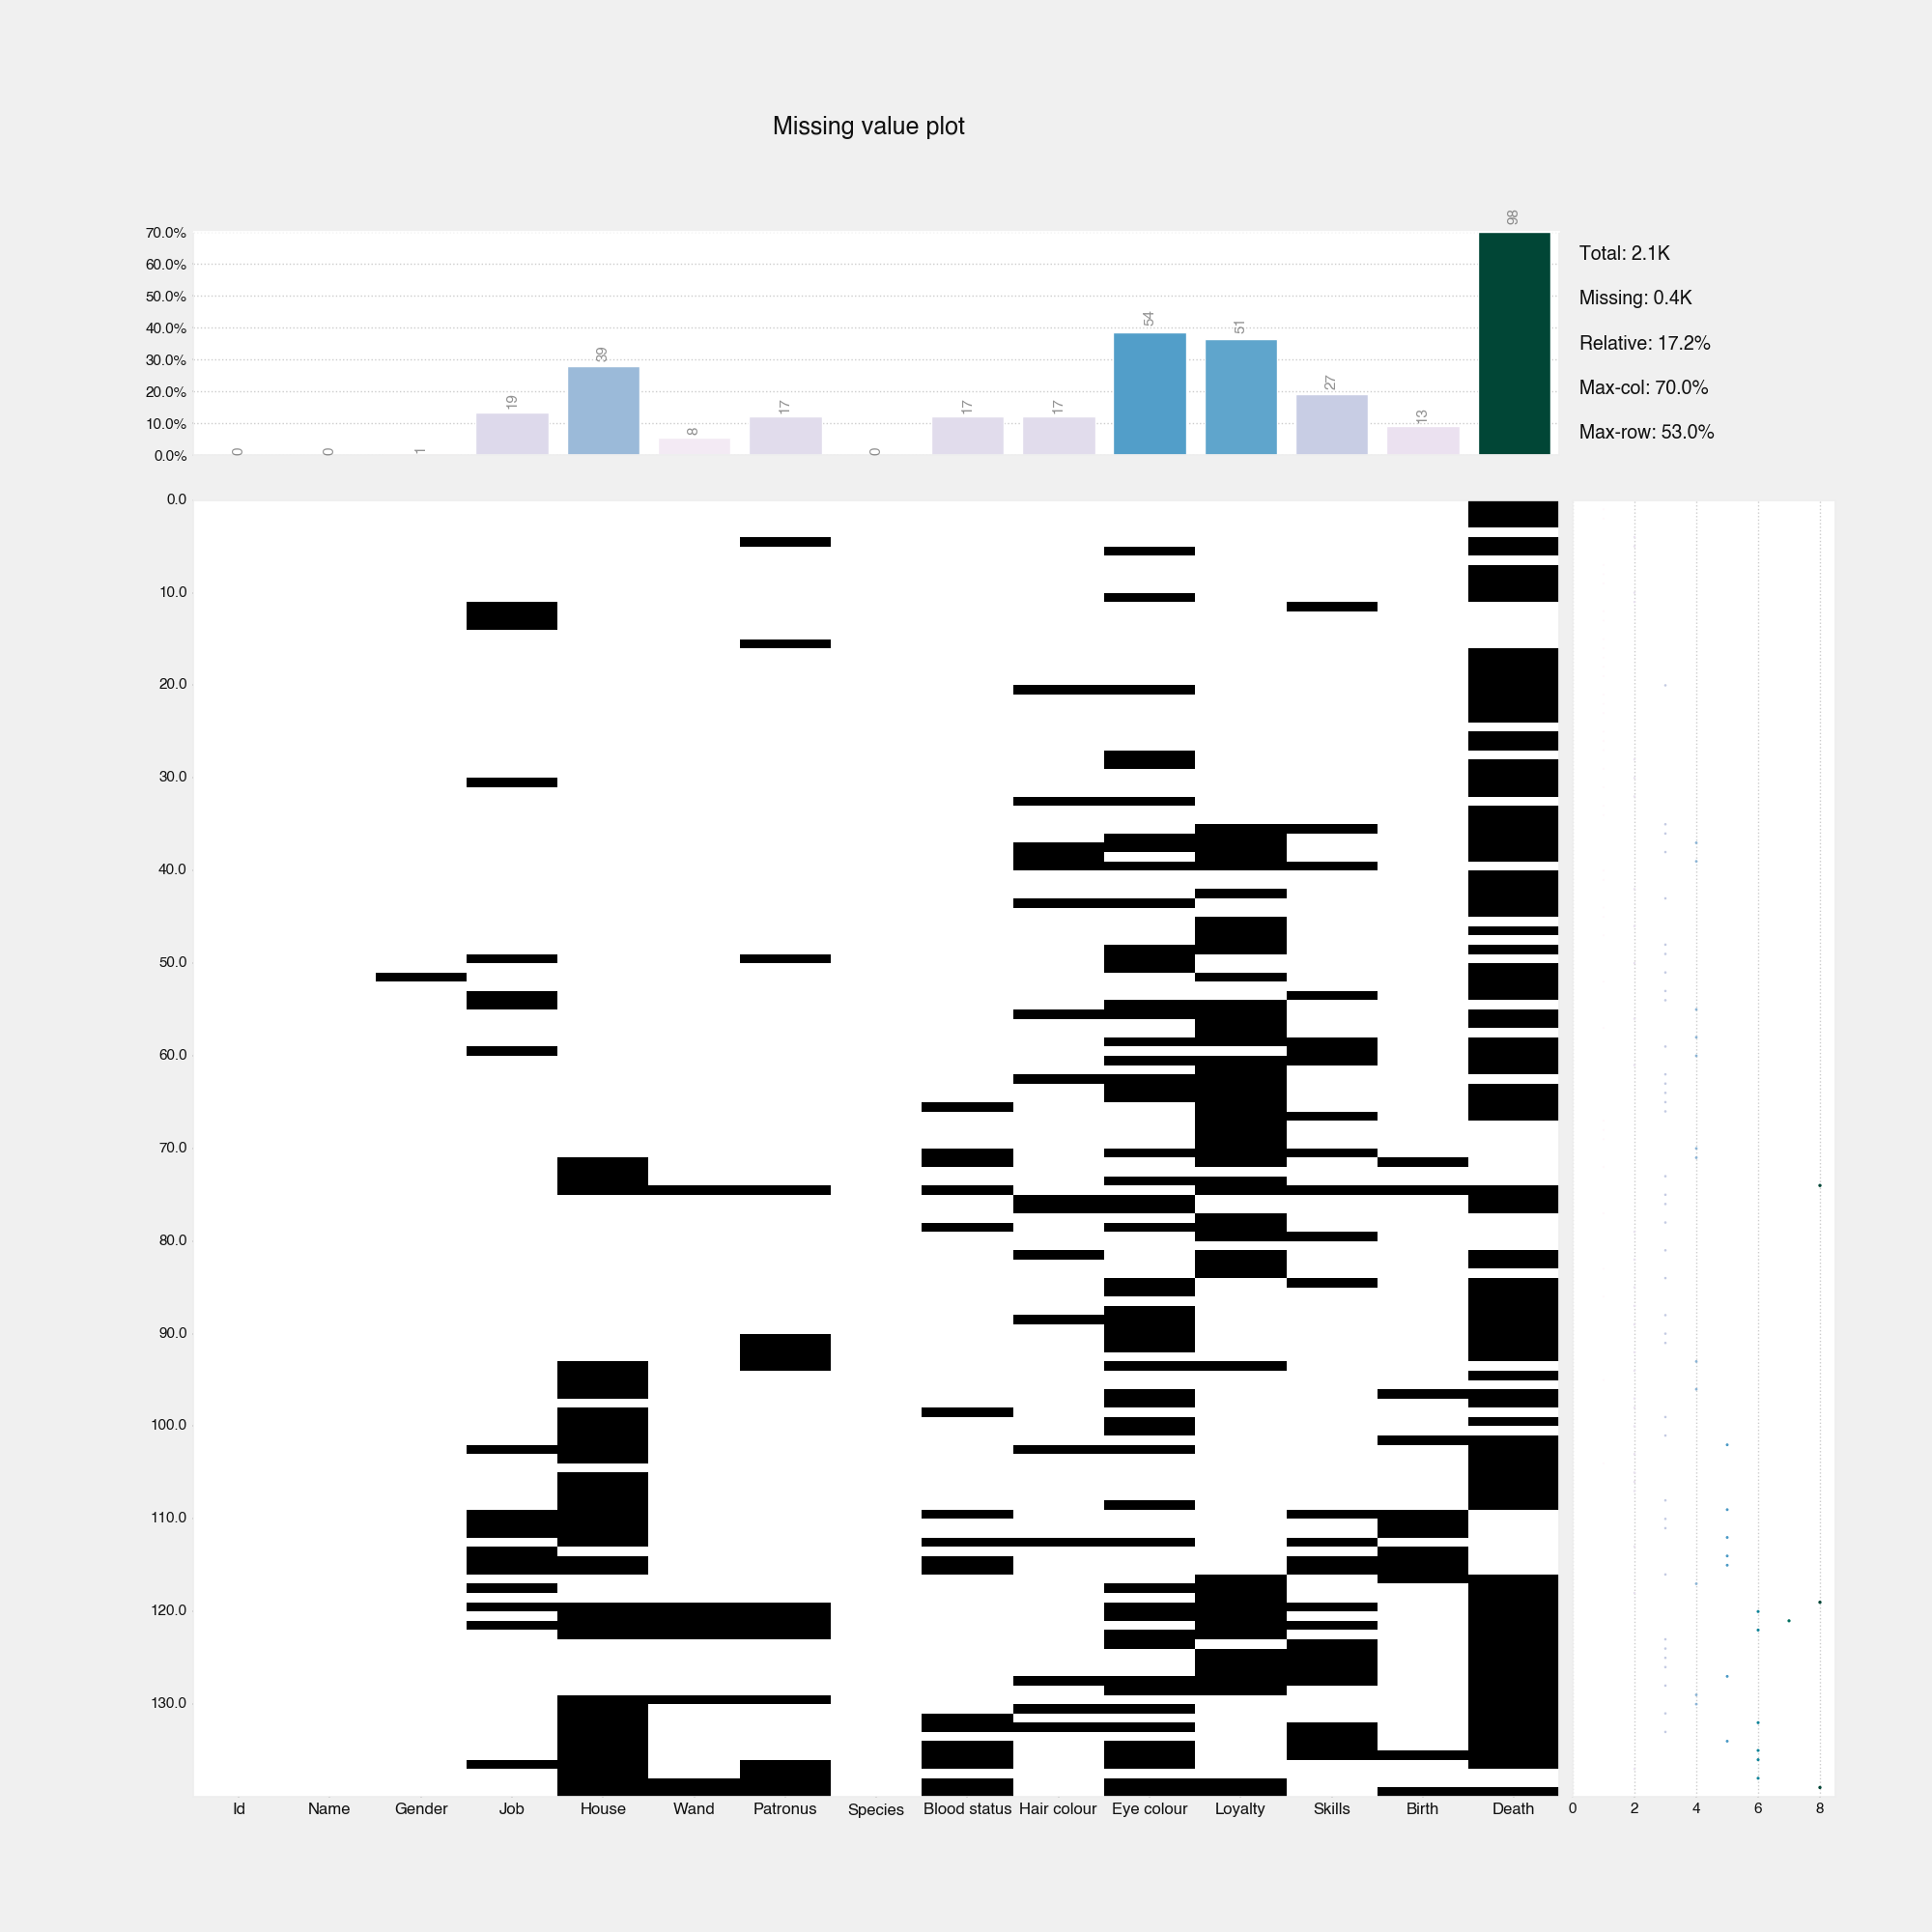 Missing value plot
98
70.0%
60.0%
50.0%
40.0%
30.0%
20.0%
10.0%
0.0%
0 0 1 19 39 8 17 0 17 17 54 51 27 13
Total: 2.1K
Missing: 0.4K
Relative: 17.2%
Max-col: 70.0%
Max-row: 53.0%
0.0
10.0
20.0
30.0
40.0
50.0
60.0
70.0
80.0
90.0
100.0
110.0
120.0
130.0
Id Name Gender Job House Wand Patronus Species Blood status Hair colour Eye colour Loyalty Skills Birth Death
0 2 4 6 8